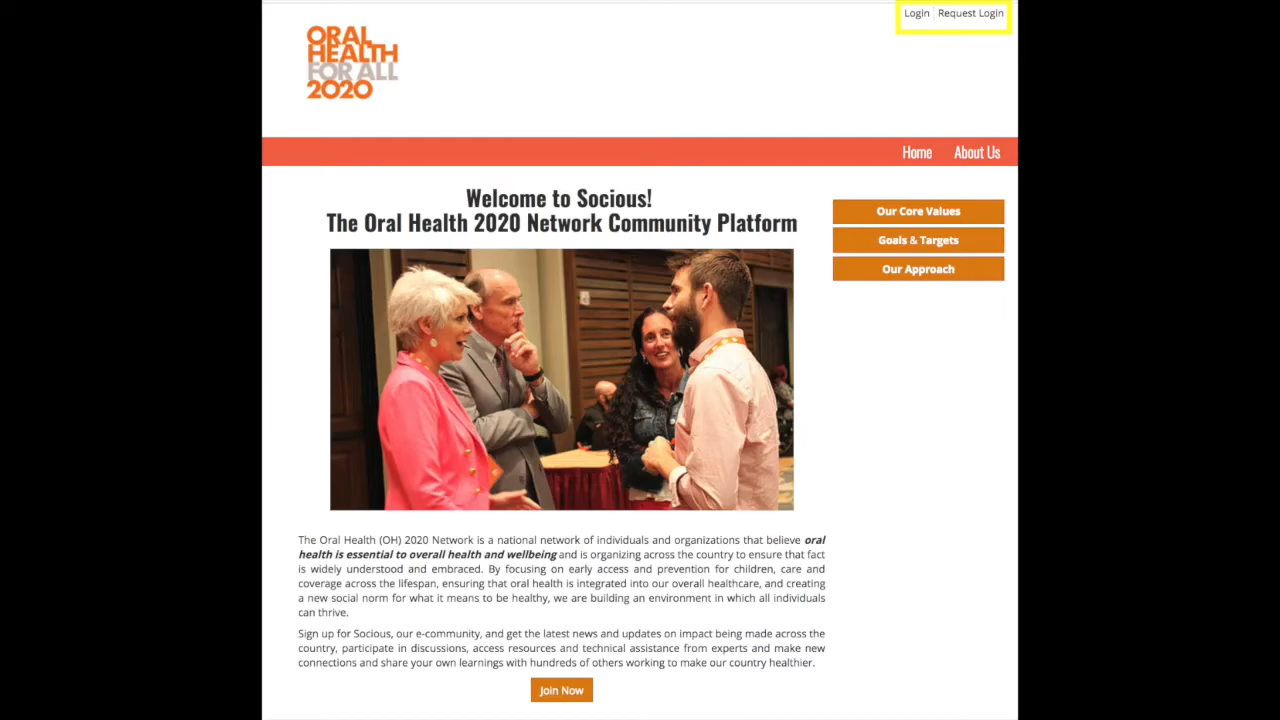 Login Request Login
ORAL
HEALTH
FOR ALL
2020
Home About Us
Welcome to Socious!
The Oral Health 2020 Network Community Platform
Our Core Values
Goals & Targets
Our Approach
The Oral Health (OH) 2020 Network is a national network of individuals and organizations that believe oral
health is essential to overall health and wellbeing and is organizing across the country to ensure that fact
is widely understood and embraced. By focusing on early access and prevention for children, care and
coverage across the lifespan, ensuring that oral health is integrated into our overall healthcare, and creating
a new social norm for what it means to be healthy, we are building an environment in which all individuals
can thrive.
Sign up for Socious, our e-community, and get the latest news and updates on impact being made across the
country, participate in discussions, access resources and technical assistance from experts and make new
connections and share your own learnings with hundreds of others working to make our country healthier.
Join Now